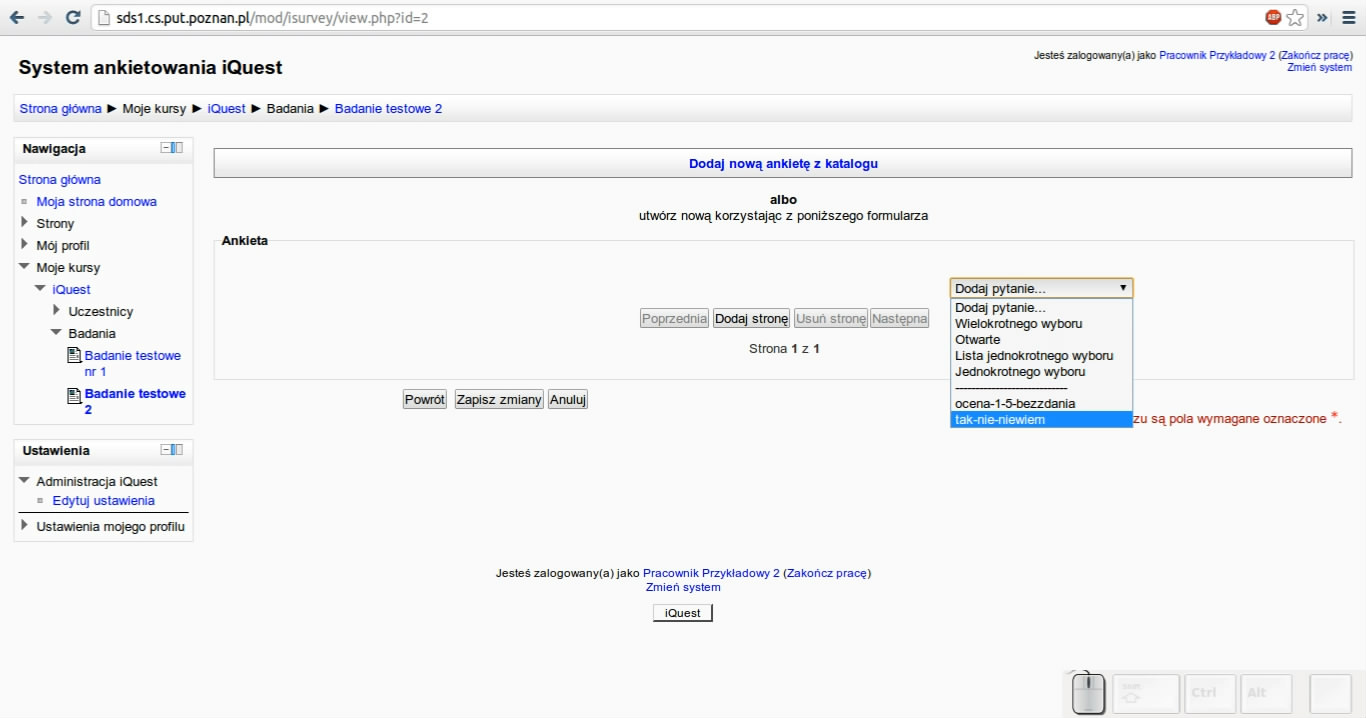 sds1.cs.put.poznan.pl/mod/isurvey/view.php?id=2
ABP
»
System ankietowania iQuest
Jesteś zalogowany(a) jako Pracownik Przykładowy 2 (Zakończ pracę)
Zmień system
Strona główna ► Moje kursy ► iQuest ► Badania ► Badanie testowe 2
Nawigacja
Strona główna
Moja strona domowa
Strony
Mój profil
Moje kursy
iQuest
Uczestnicy
Badania
Badanie testowe
nr 1
Badanie testowe
2
Ustawienia
Administracja iQuest
Edytuj ustawienia
Ustawienia mojego profilu
Dodaj nową ankietę z katalogu
albo
utwórz nową korzystając z poniższego formularza
Ankieta
Dodaj pytanie...
Dodaj pytanie...
Wielokrotnego wyboru
Otwarte
Lista jednokrotnego wyboru
Jednokrotnego wyboru
----------------------------
ocena-1-5-bezzdania
tak-nie-niewiem
Poprzednia Dodaj stronę Usuń stronę Następna
Strona 1 z 1
Powrót Zapisz zmiany Anuluj
zu są pola wymagane oznaczone *.
Jesteś zalogowany(a) jako Pracownik Przykładowy 2 (Zakończ pracę)
Zmień system
iQuest
Ctrl Alt